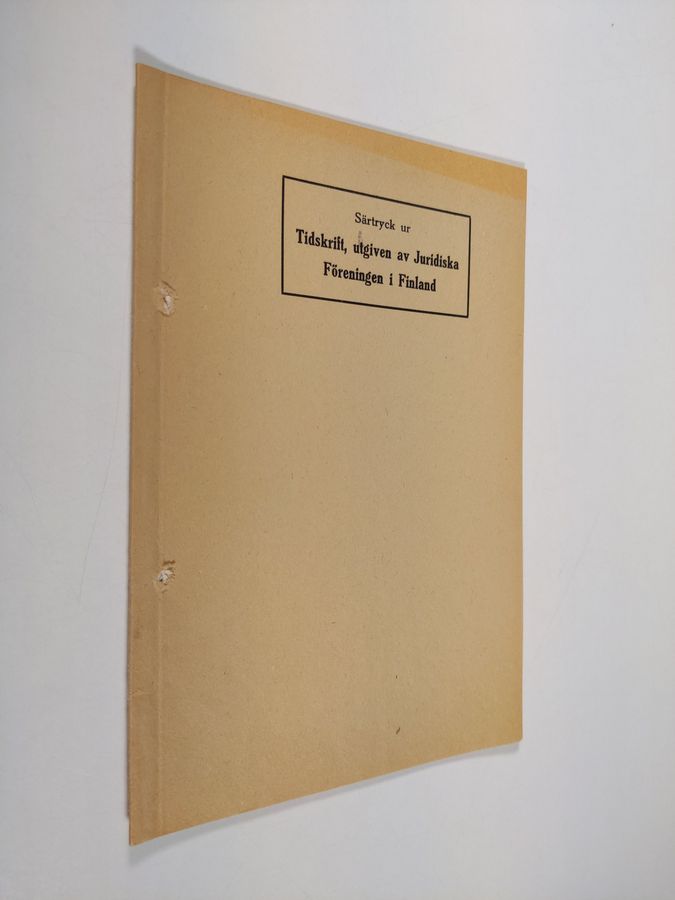 Särtryck ur
Tidskrift, utgiven av Juridiska
Föreningen i Finland